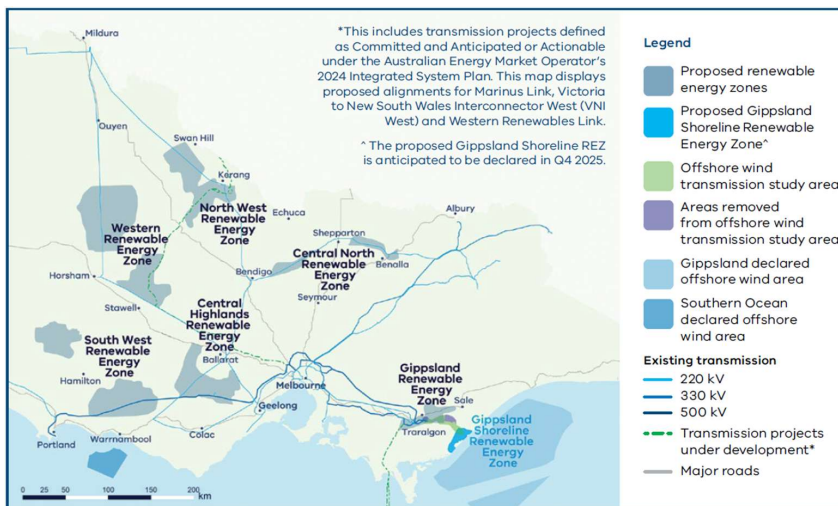 *This includes transmission projects defined
as Committed and Anticipated or Actionable
under the Australian Energy Market Operator's
2024 Integrated System Plan. This map displays
proposed alignments for Marinus Link, Victoria
to New South Wales Interconnector West (VNI
West) and Western Renewables Link.
^ The proposed Gippsland Shoreline REZ
is anticipated to be declared in Q4 2025.
Mildura
Ouyen
Swan Hill
Kerang
North West
Renewable
Energy
Zone
Echuca
Albury
Western
Renewable
Energy
Zone
Shepparton
Central North
Renewable
Energy
Zone
Benalla
Horsham
Bendigo
Stawell
Seymour
Central
Highlands
Renewable
Energy
Zone
Ballarat
South West
Renewable
Energy
Zone
Hamilton
Melbourne
Gippsland
Renewable
Energy
Zone
Sale
Geelong
Traralgon
Gippsland
Shoreline
Renewable
Energy
Zone
Portland
Warrnambool
Colac
0 50 100 150 200
km
Legend
Proposed renewable
energy zones
Proposed Gippsland
Shoreline Renewable
Energy Zone^
Offshore wind
transmission study area
Areas removed
from offshore wind
transmission study area
Gippsland declared
offshore wind area
Southern Ocean
declared offshore
wind area
Existing transmission
220 kV
330 kV
500 kV
Transmission projects
under development*
Major roads